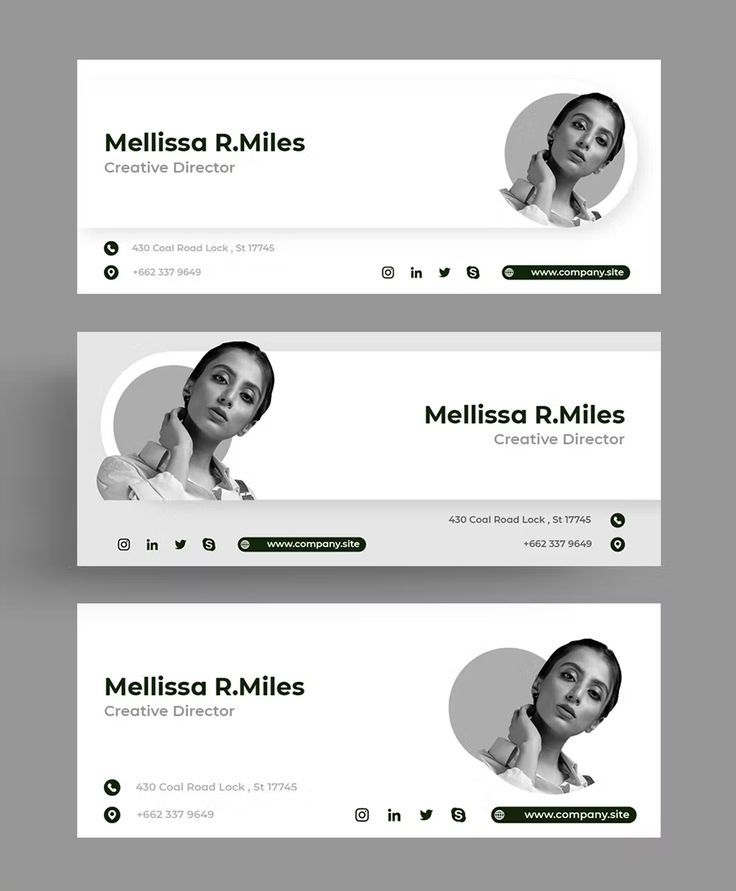 Mellissa R.Miles
Creative Director
430 Coal Road Lock , St 17745
+662 337 9649
www.company.site
Mellissa R.Miles
Creative Director
430 Coal Road Lock , St 17745
+662 337 9649
www.company.site
Mellissa R.Miles
Creative Director
430 Coal Road Lock , St 17745
+662 337 9649
www.company.site